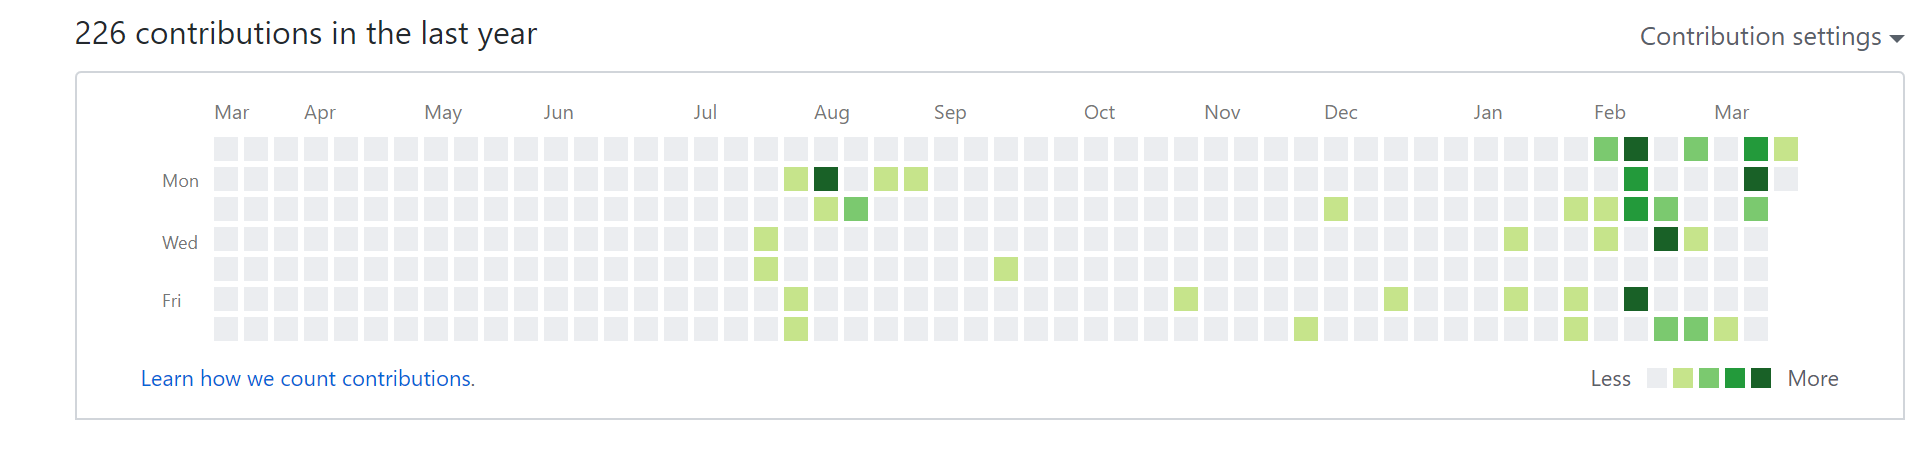 226 contributions in the last year
Contribution settings
Mar Apr May Jun Jul Aug Sep Oct Nov Dec Jan Feb Mar
Mon
Wed
Fri
Learn how we count contributions.
Less More